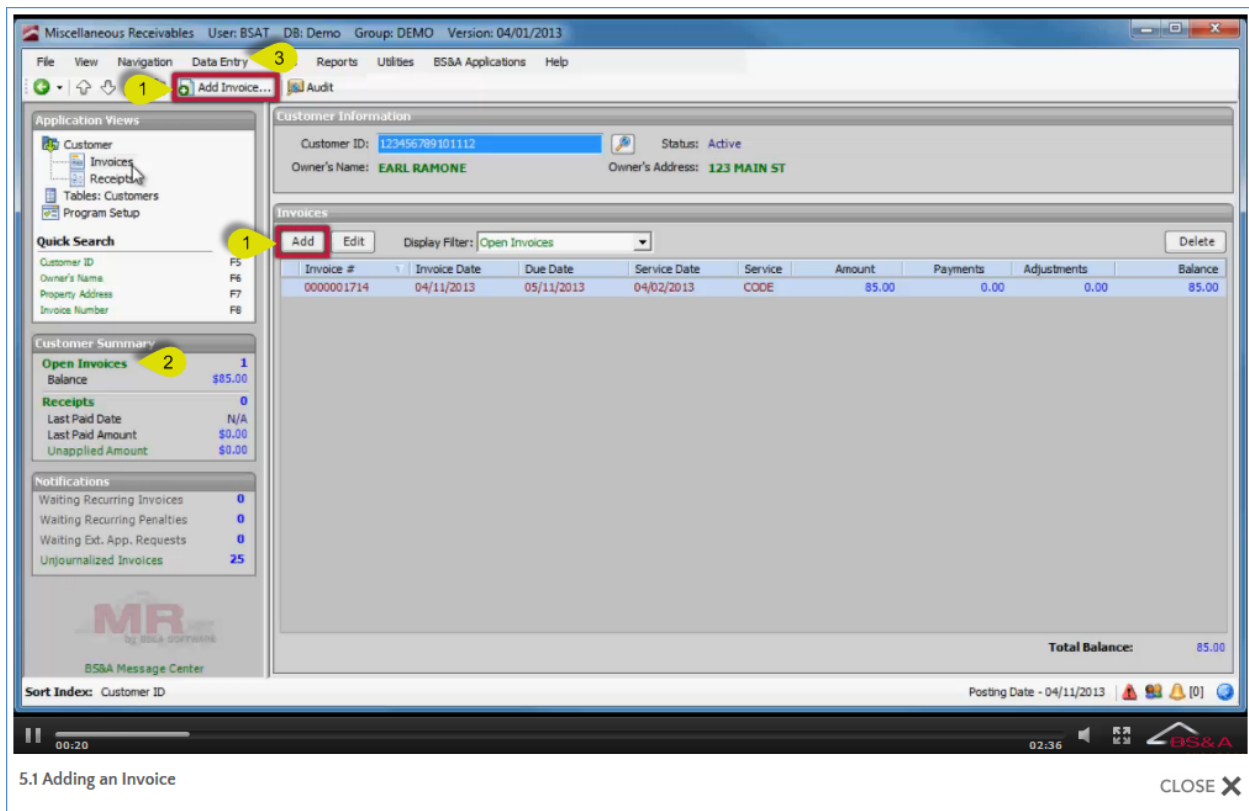 Miscellaneous Receivables User: BSAT DB: Demo Group: DEMO Version: 04/01/2013
File View Navigation Data Entry 3 Reports Utilities BS&A Applications Help
1 Add Invoice... Audit
Application Views
Customer
Invoices
Receipts
Tables: Customers
Program Setup
Quick Search
Customer ID F5
Owner's Name F6
Property Address F7
Invoice Number F8
Customer Summary
Open Invoices 2 1
Balance $85.00
Receipts 0
Last Paid Date N/A
Last Paid Amount $0.00
Unapplied Amount $0.00
Notifications
Waiting Recurring Invoices 0
Waiting Recurring Penalties 0
Waiting Ext. App. Requests 0
Unjournalized Invoices 25
MR
by BS&A SOFTWARE
BS&A Message Center
Customer Information
Customer ID: 123456789101112 Status: Active
Owner's Name: EARL RAMONE Owner's Address: 123 MAIN ST
Invoices
1 Add Edit Display Filter: Open Invoices Delete
Invoice # Invoice Date Due Date Service Date Service Amount Payments Adjustments Balance
0000001714 04/11/2013 05/11/2013 04/02/2013 CODE 85.00 0.00 0.00 85.00
Total Balance: 85.00
Sort Index: Customer ID Posting Date - 04/11/2013 [0]
00:20 02:36 BS&A
5.1 Adding an Invoice CLOSE